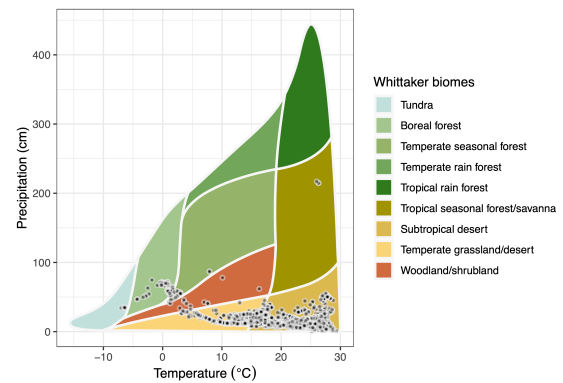 400
300
200
100
0
Precipitation (cm)
−10
0
10
20
30
Temperature (°C)
Whittaker biomes
Tundra
Boreal forest
Temperate seasonal forest
Temperate rain forest
Tropical rain forest
Tropical seasonal forest/savanna
Subtropical desert
Temperate grassland/desert
Woodland/shrubland